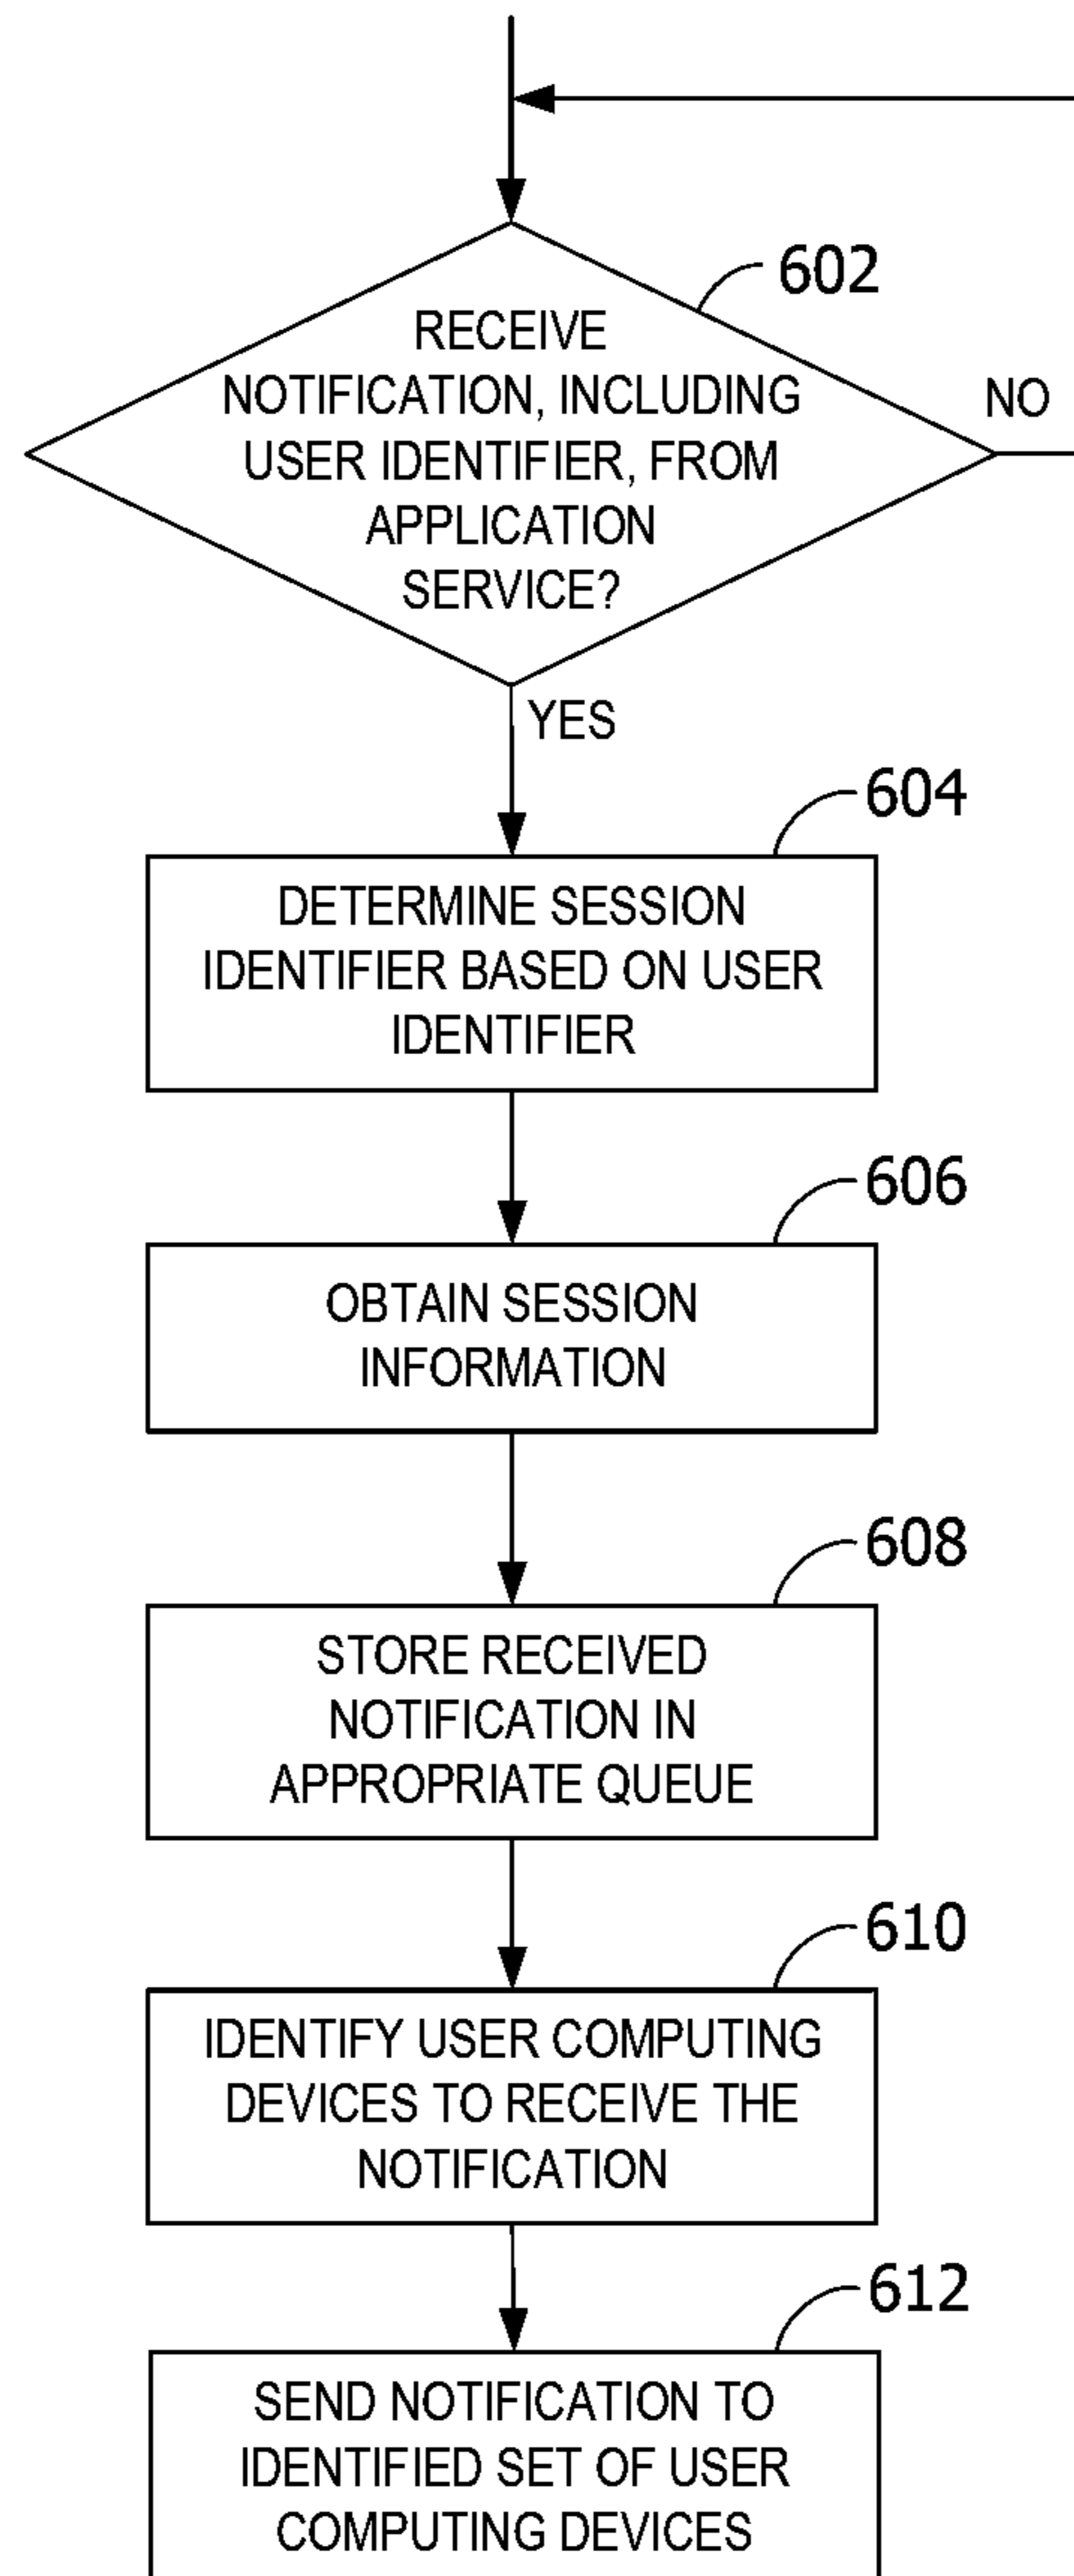 602
RECEIVE
NOTIFICATION, INCLUDING
USER IDENTIFIER, FROM
APPLICATION
SERVICE?
NO
YES
604
DETERMINE SESSION
IDENTIFIER BASED ON USER
IDENTIFIER
606
OBTAIN SESSION
INFORMATION
608
STORE RECEIVED
NOTIFICATION IN
APPROPRIATE QUEUE
610
IDENTIFY USER COMPUTING
DEVICES TO RECEIVE THE
NOTIFICATION
612
SEND NOTIFICATION TO
IDENTIFIED SET OF USER
COMPUTING DEVICES